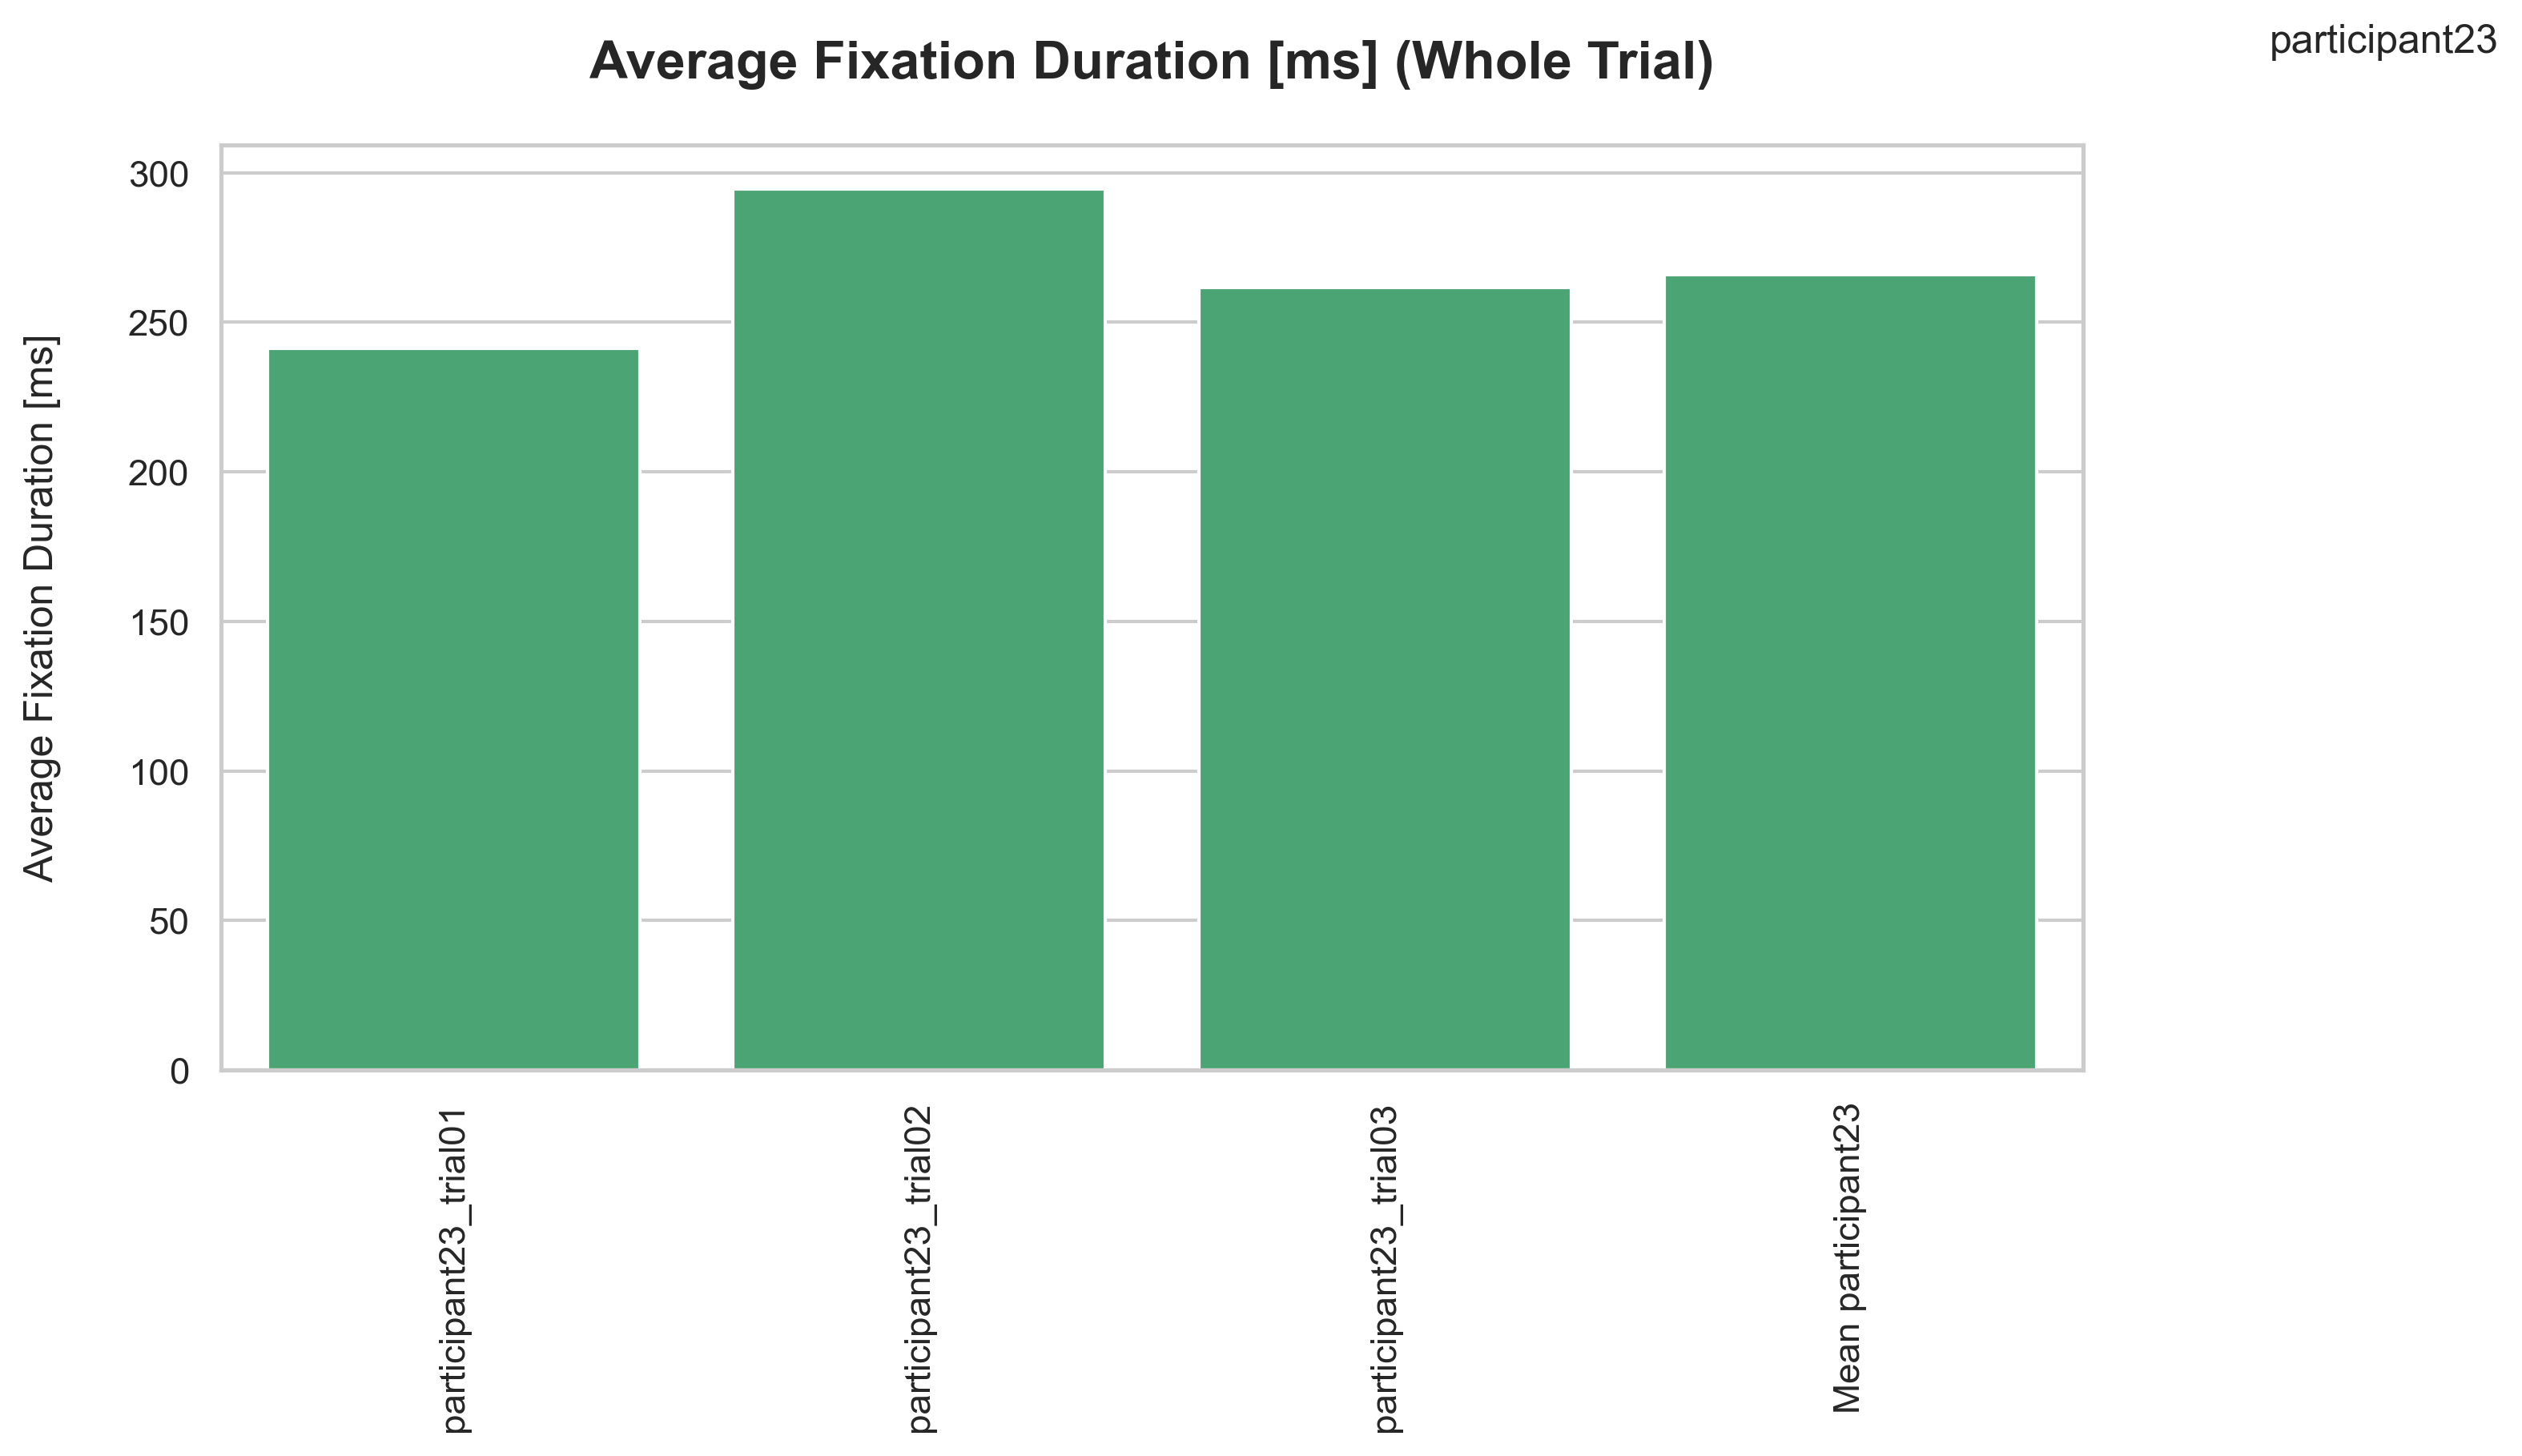 participant23
Average Fixation Duration [ms] (Whole Trial)
Average Fixation Duration [ms]
300
250
200
150
100
50
0
participant23_trial01
participant23_trial02
participant23_trial03
Mean participant23